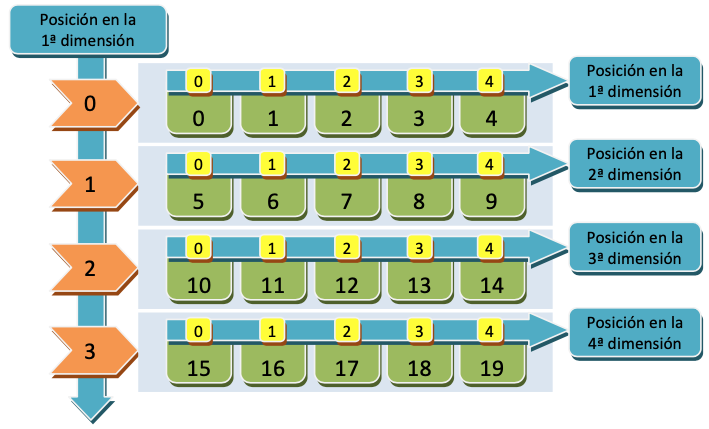 Posición en la
1ª dimensión
0
0 1 2 3 4
0 1 2 3 4
Posición en la
1ª dimensión
1
0 1 2 3 4
5 6 7 8 9
Posición en la
2ª dimensión
2
0 1 2 3 4
10 11 12 13 14
Posición en la
3ª dimensión
3
0 1 2 3 4
15 16 17 18 19
Posición en la
4ª dimensión